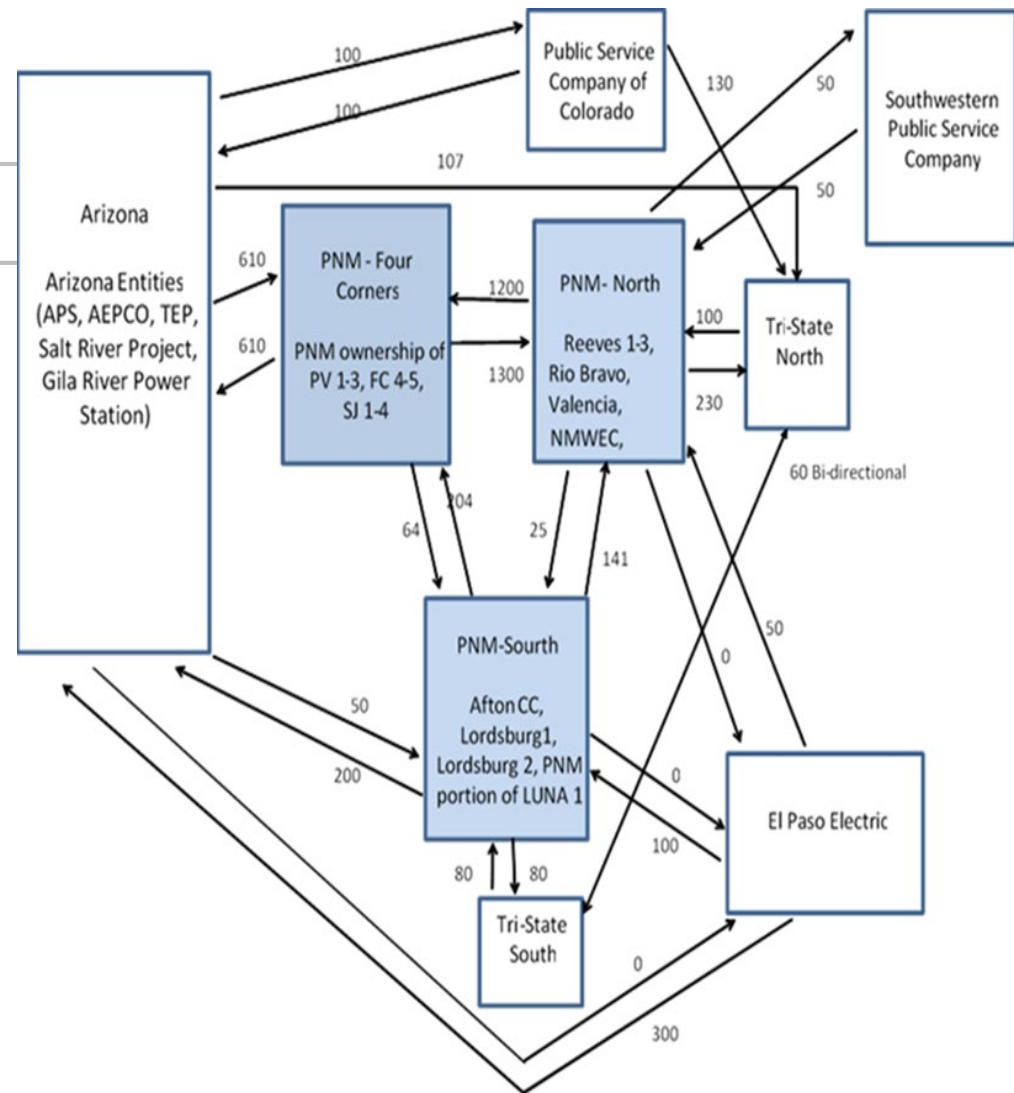 100
Public Service
Company of
Colorado
130
50
Southwestern
Public Service
Company
100
107
50
Arizona
Arizona Entities
(APS, AEPCO, TEP,
Salt River Project,
Gila River Power
Station)
610
610
PNM - Four
Corners
PNM ownership of
PV 1-3, FC 4-5,
SJ 1-4
1200
1300
PNM- North
Reeves 1-3,
Rio Bravo,
Valencia,
NMWEC,
100
230
Tri-State
North
60 Bi-directional
64
204
25
141
0
50
PNM-Sourth
Afton CC,
Lordsburg1,
Lordsburg 2, PNM
portion of LUNA 1
50
200
0
100
El Paso Electric
80
80
Tri-State
South
0
300